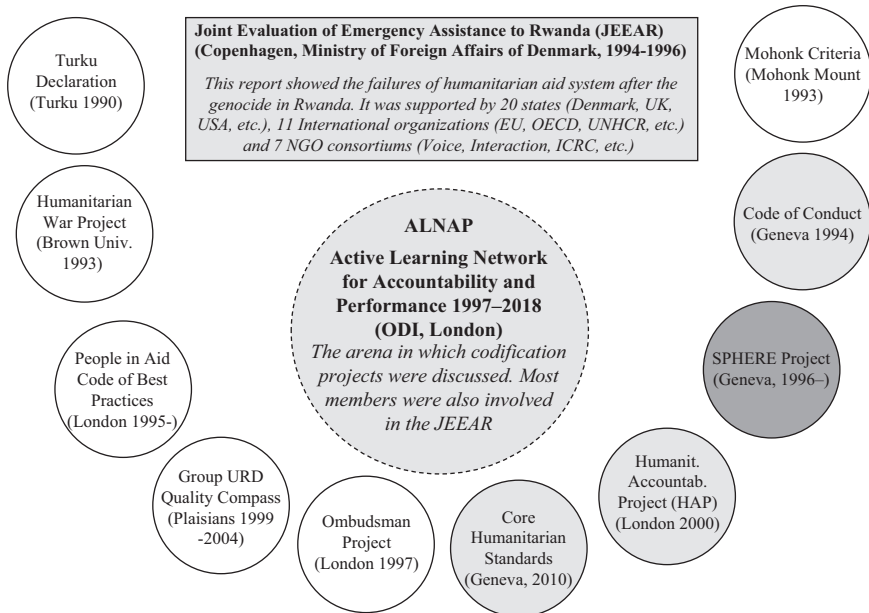 Joint Evaluation of Emergency Assistance to Rwanda (JEEAR)
(Copenhagen, Ministry of Foreign Affairs of Denmark, 1994-1996)
This report showed the failures of humanitarian aid system after the
genocide in Rwanda. It was supported by 20 states (Denmark, UK,
USA, etc.), 11 International organizations (EU, OECD, UNHCR, etc.)
and 7 NGO consortiums (Voice, Interaction, ICRC, etc.)
Turku
Declaration
(Turku 1990)
Humanitarian
War Project
(Brown Univ.
1993)
People in Aid
Code of Best
Practices
(London 1995-)
Group URD
Quality Compass
(Plaisians 1999
-2004)
Ombudsman
Project
(London 1997)
Core
Humanitarian
Standards
(Geneva, 2010)
Humanit.
Accountab.
Project (HAP)
(London 2000)
SPHERE Project
(Geneva, 1996–)
Code of Conduct
(Geneva 1994)
Mohonk Criteria
(Mohonk Mount
1993)
ALNAP
Active Learning Network
for Accountability and
Performance 1997–2018
(ODI, London)
The arena in which codification
projects were discussed. Most
members were also involved
in the JEEAR